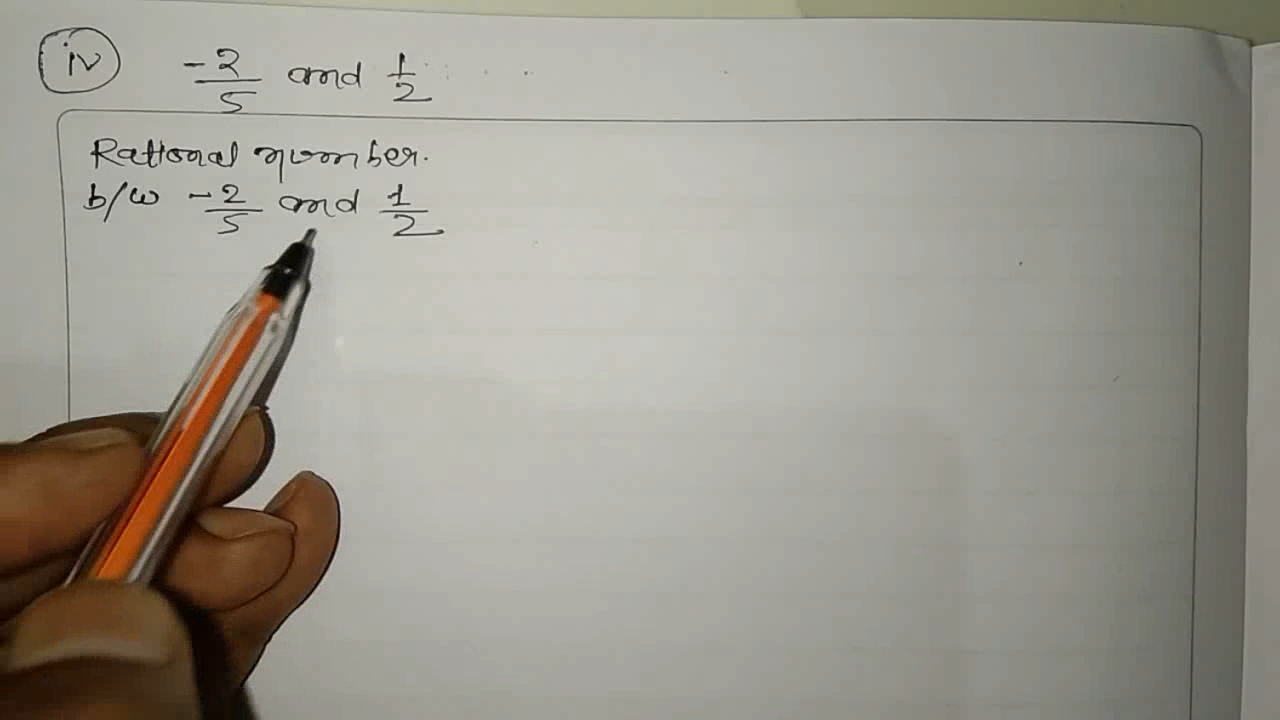 iv -2/5 and 1/2
Rational number.
b/w -2/5 and 1/2